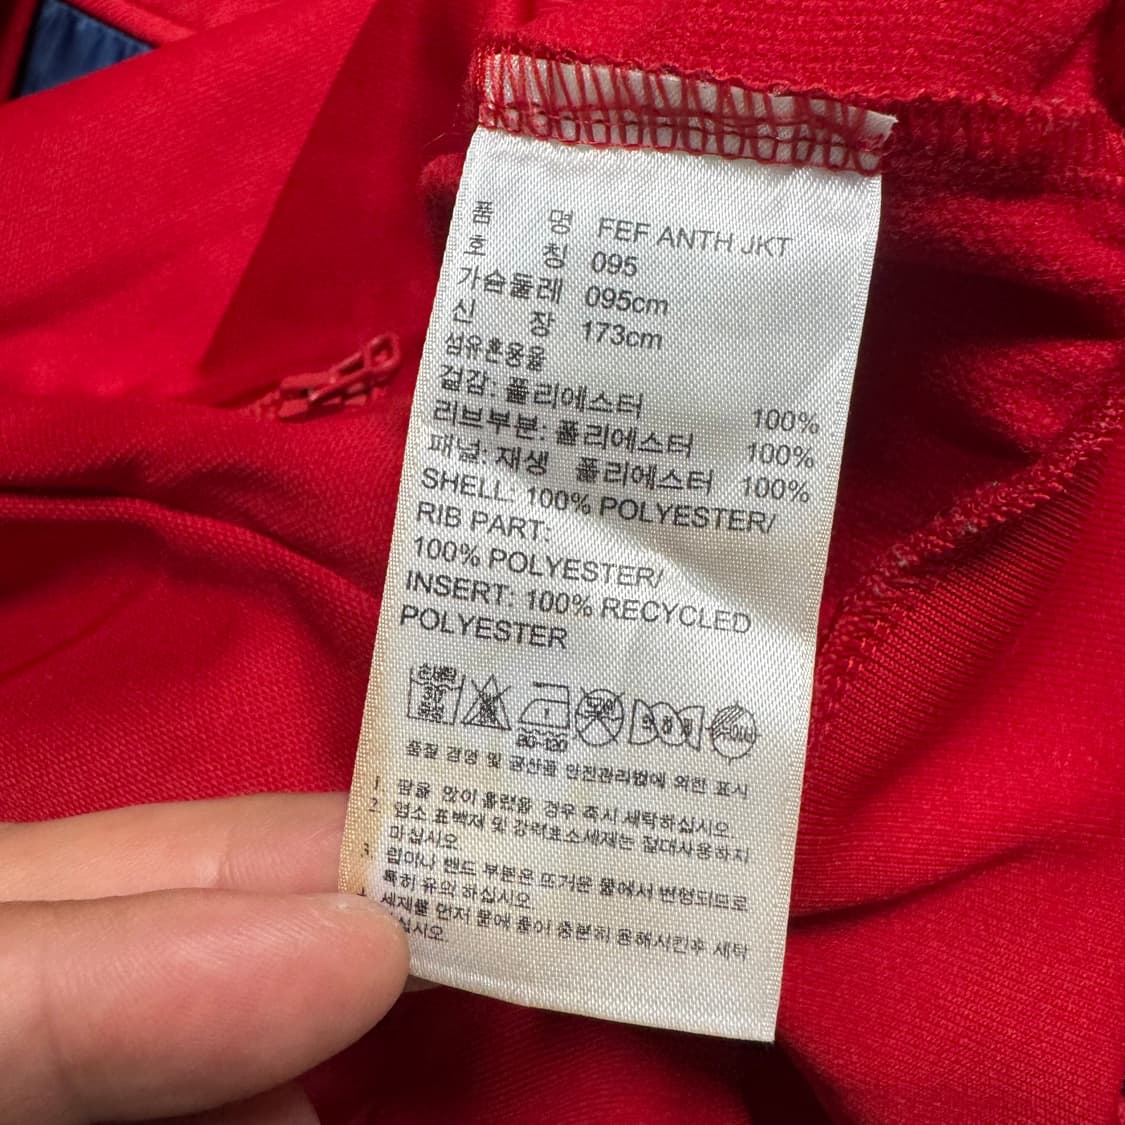 품 명 FEF ANTH JKT
호 칭 095
가슴둘레 095cm
신 장 173cm
섬유혼용율
겉감: 폴리에스터 100%
리브부분: 폴리에스터 100%
패널: 재생 폴리에스터 100%
SHELL: 100% POLYESTER/
RIB PART:
100% POLYESTER/
INSERT: 100% RECYCLED
POLYESTER
손세탁 30° 중성 80-120
품질 경영 및 공산품 안전관리법에 의한 표시
1 땀을 많이 흘렸을 경우 즉시 세탁하십시오
2 염소 표백제 및 강력효소세제는 절대사용하지
마십시오
3. 립이나 밴드 부분은 뜨거운 물에서 변형되므로
특히 유의 하십시오
세제를 먼저 물에 풀어 충분히 용해시킨후 세탁
십시오.